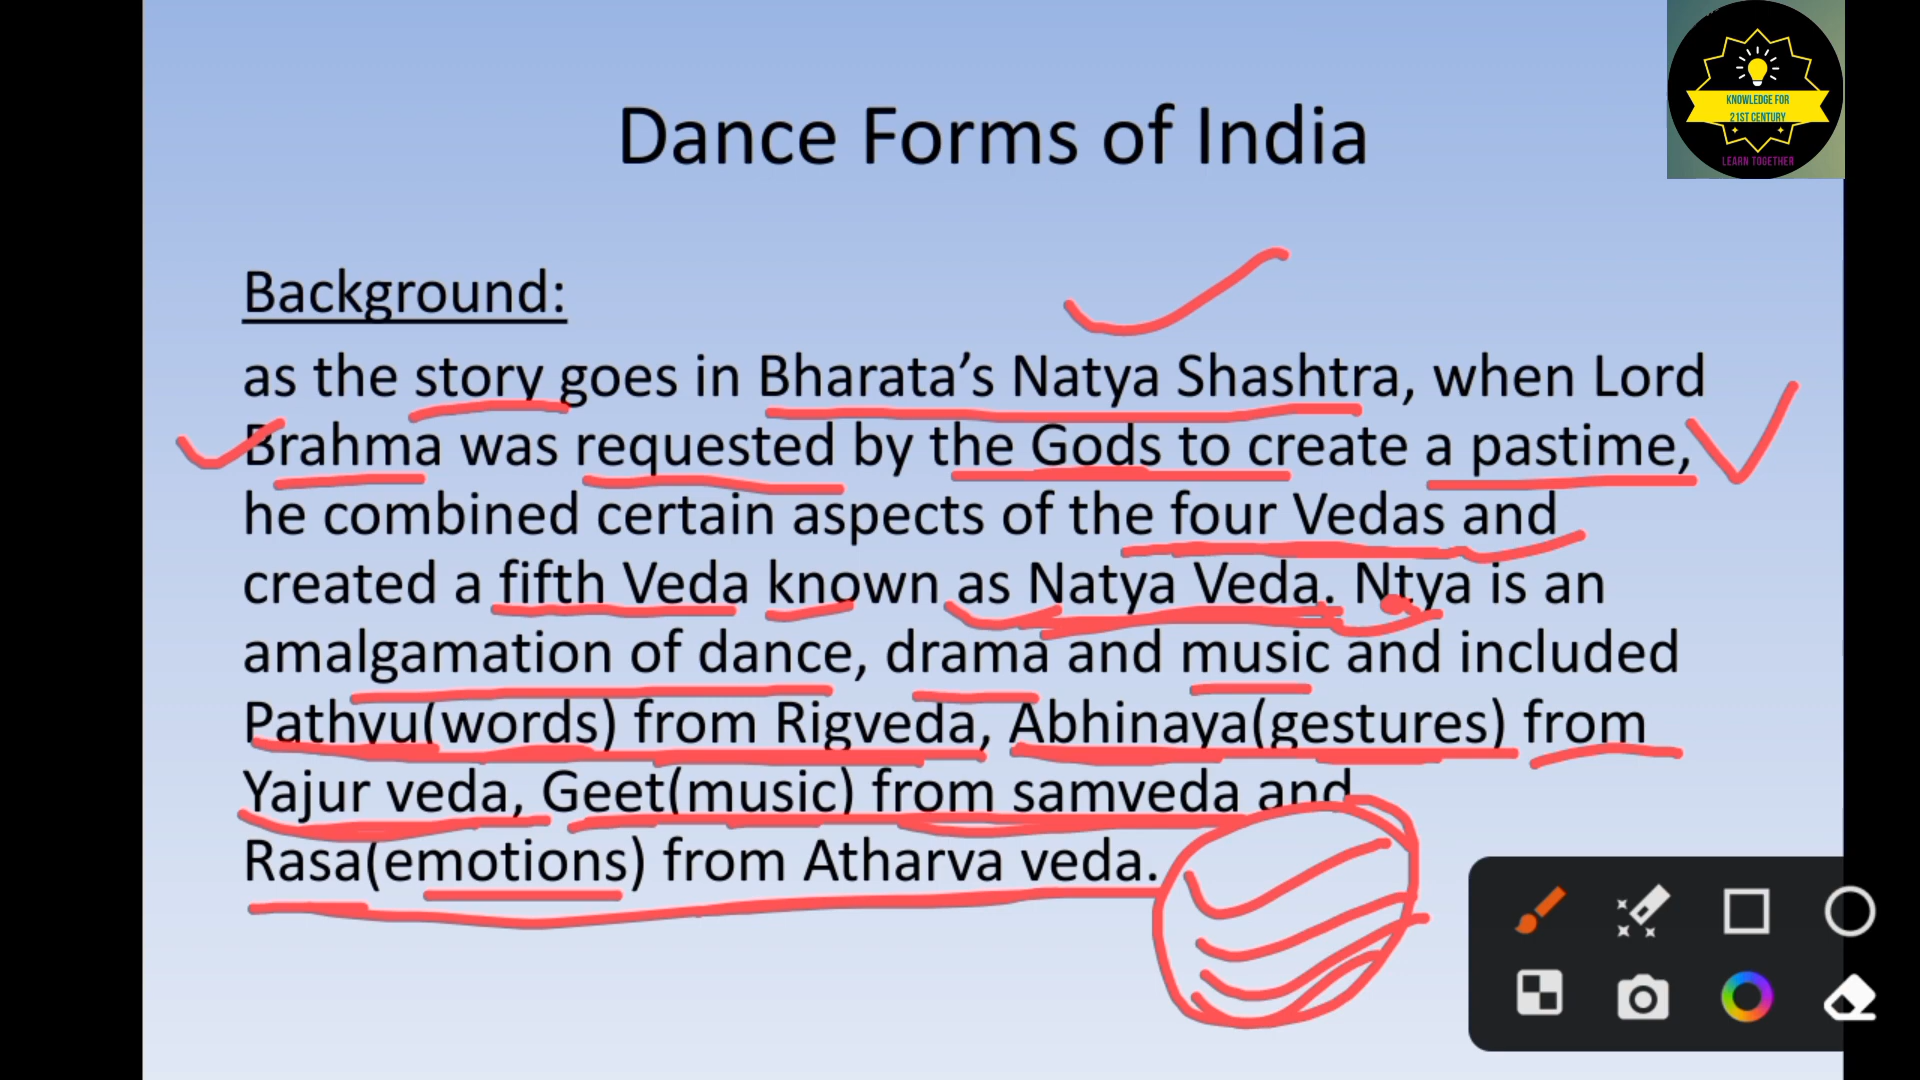 Dance Forms of India
KNOWLEDGE FOR
21ST CENTURY
LEARN TOGETHER
Background:
as the story goes in Bharata’s Natya Shashtra, when Lord
Brahma was requested by the Gods to create a pastime,
he combined certain aspects of the four Vedas and
created a fifth Veda known as Natya Veda. Ntya is an
amalgamation of dance, drama and music and included
Pathyu(words) from Rigveda, Abhinaya(gestures) from
Yajur veda, Geet(music) from samveda and
Rasa(emotions) from Atharva veda.